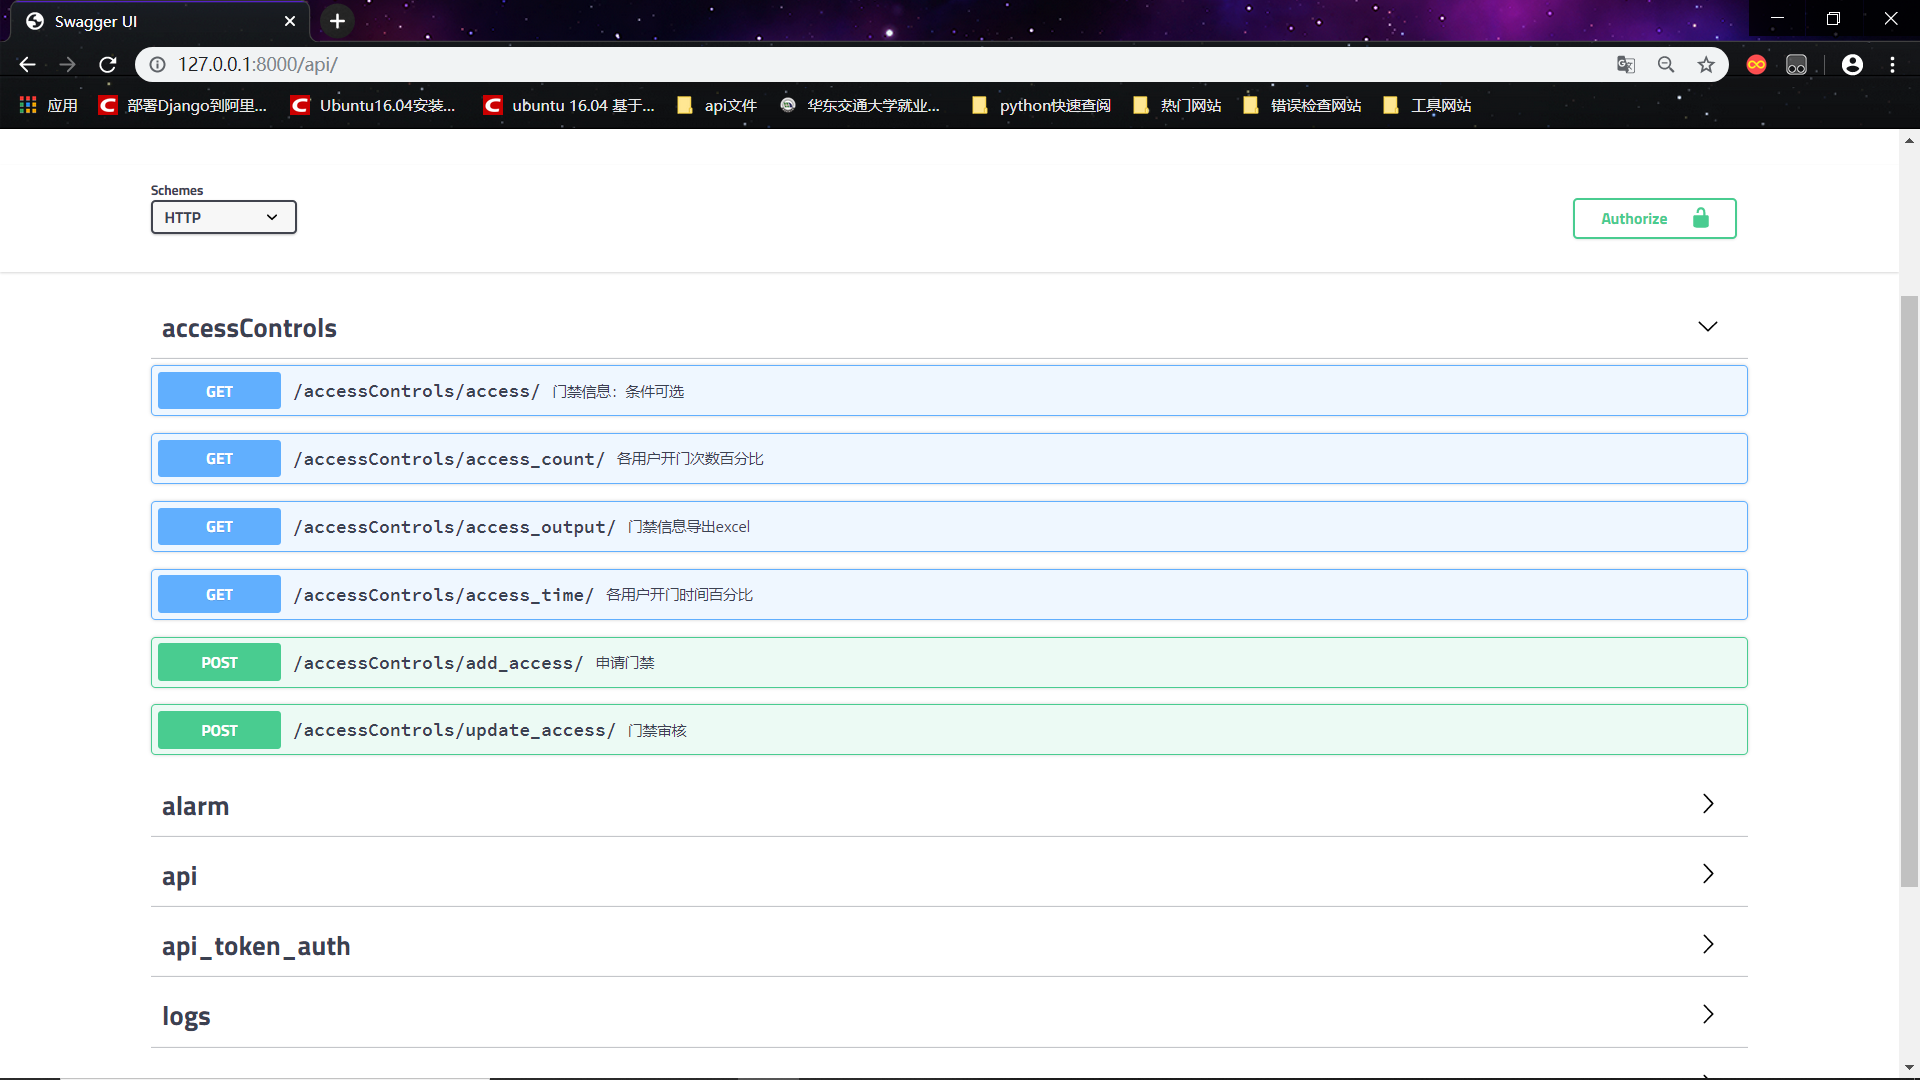 Swagger UI
127.0.0.1:8000/api/
应用 部署Django到阿里... Ubuntu16.04安装... ubuntu 16.04 基于... api文件 华东交通大学就业... python快速查阅 热门网站 错误检查网站 工具网站
Schemes
HTTP
Authorize
accessControls
GET /accessControls/access/ 门禁信息：条件可选
GET /accessControls/access_count/ 各用户开门次数百分比
GET /accessControls/access_output/ 门禁信息导出excel
GET /accessControls/access_time/ 各用户开门时间百分比
POST /accessControls/add_access/ 申请门禁
POST /accessControls/update_access/ 门禁审核
alarm
api
api_token_auth
logs